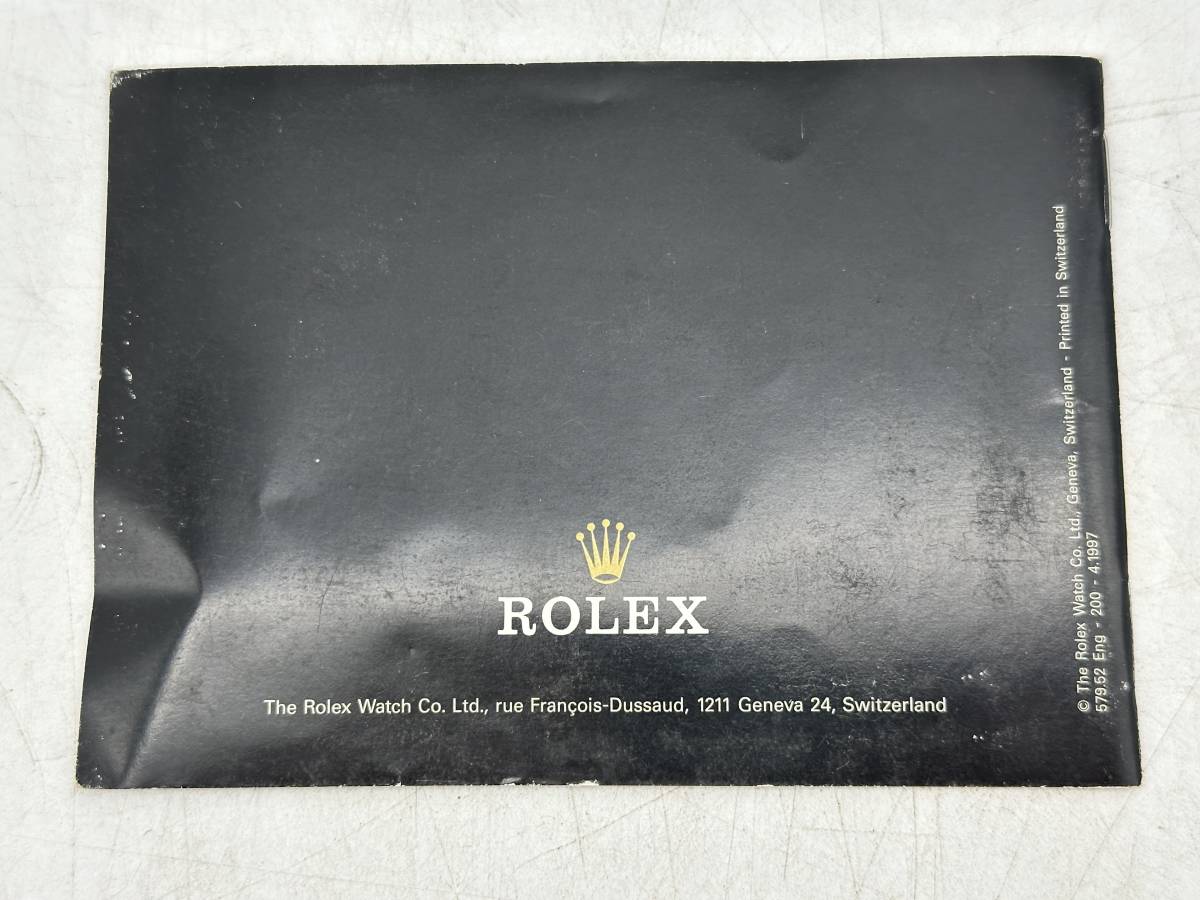 ROLEX
The Rolex Watch Co. Ltd., rue François-Dussaud, 1211 Geneva 24, Switzerland
© The Rolex Watch Co. Ltd., Geneva, Switzerland - Printed in Switzerland
579.52 Eng - 200 - 4.1997